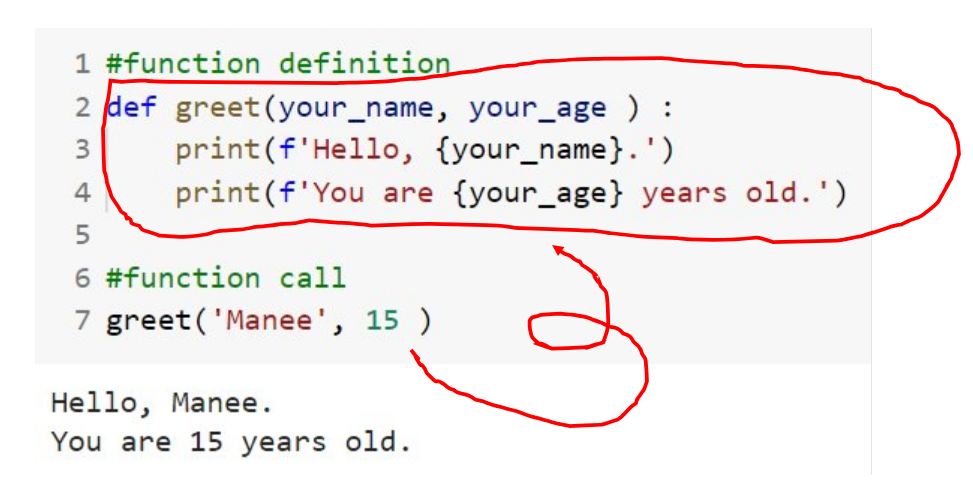 1 #function definition
2 def greet(your_name, your_age ) :
3     print(f'Hello, {your_name}.')
4     print(f'You are {your_age} years old.')
5
6 #function call
7 greet('Manee', 15 )
Hello, Manee.
You are 15 years old.